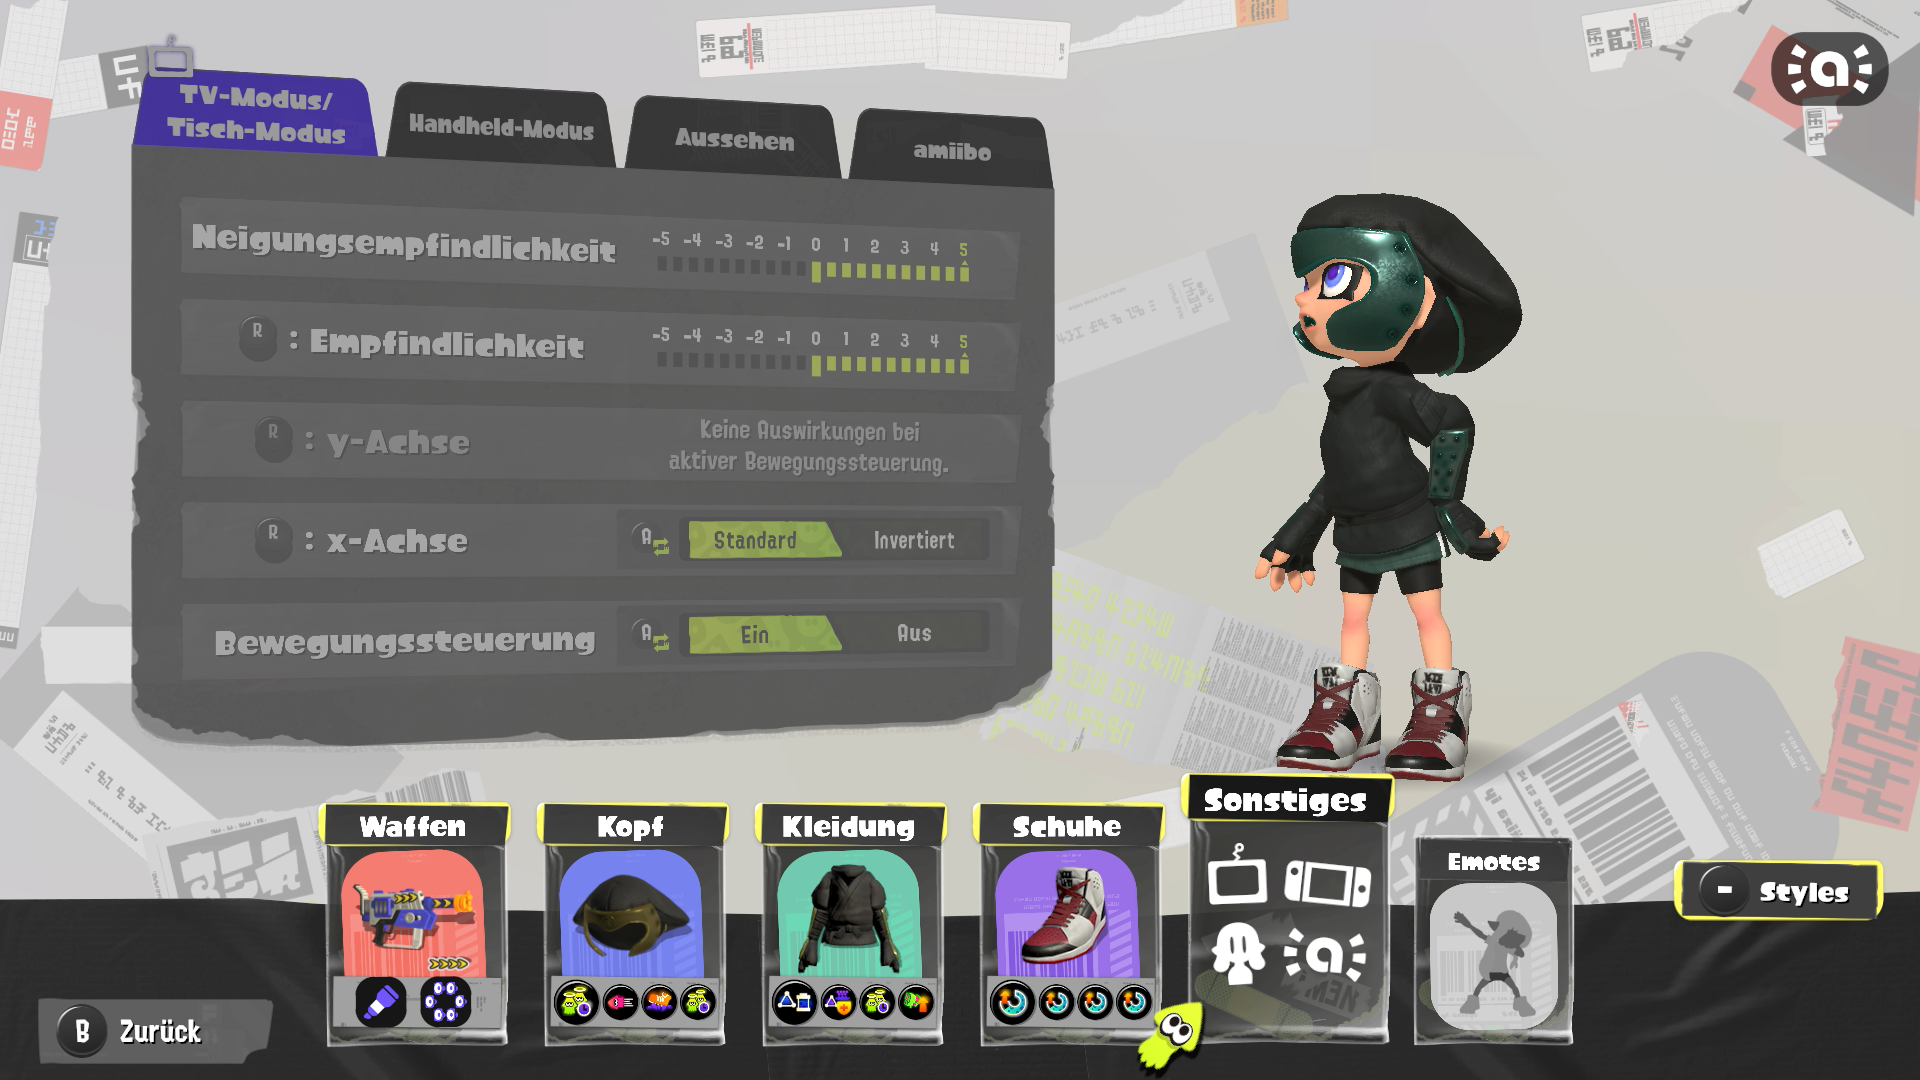 TV-Modus/
Tisch-Modus
Handheld-Modus
Aussehen
amiibo
Neigungsempfindlichkeit
-5 -4 -3 -2 -1 0 1 2 3 4 5
R : Empfindlichkeit
-5 -4 -3 -2 -1 0 1 2 3 4 5
R : y-Achse
Keine Auswirkungen bei
aktiver Bewegungssteuerung.
R : x-Achse
A Standard Invertiert
Bewegungssteuerung
A Ein Aus
Waffen
Kopf
Kleidung
Schuhe
Sonstiges
Emotes
- Styles
B Zurück